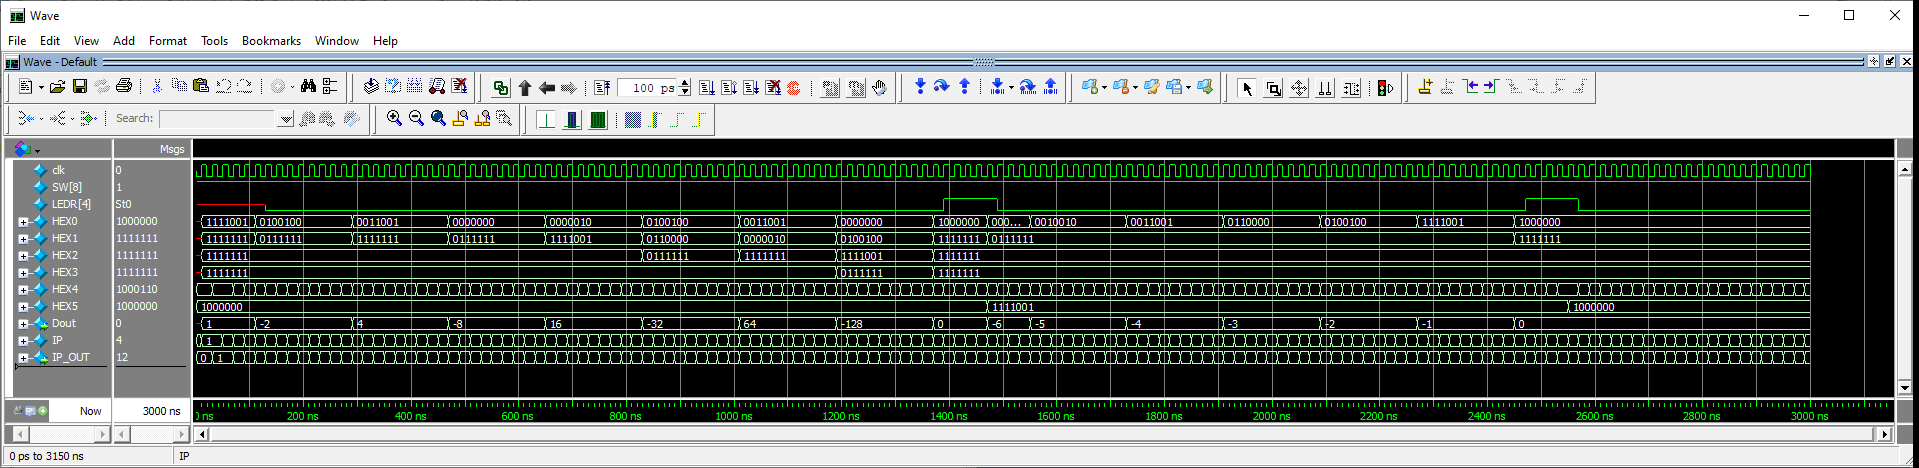 Wave
File Edit View Add Format Tools Bookmarks Window Help
Wave - Default
100 ps
Search:
Msgs
clk 0
SW[8] 1
LEDR[4] St0
HEX0 1000000 1111001 0100100 0011001 0000000 0000010 0100100 0011001 0000000 1000000 000... 0010010 0011001 0110000 0100100 1111001 1000000
HEX1 1111111 1111111 0111111 1111111 0111111 1111001 0110000 0000010 0100100 1111111 0111111 1111111
HEX2 1111111 1111111 0111111 1111111 1111001 1111111
HEX3 1111111 1111111 0111111 1111111
HEX4 1000110
HEX5 1000000 1000000 1111001 1000000
Dout 0 1 -2 4 -8 16 -32 64 -128 0 -6 -5 -4 -3 -2 -1 0
IP 4 1
IP_OUT 12 0 1
Now 3000 ns
ns 200 ns 400 ns 600 ns 800 ns 1000 ns 1200 ns 1400 ns 1600 ns 1800 ns 2000 ns 2200 ns 2400 ns 2600 ns 2800 ns 3000 ns
0 ps to 3150 ns IP